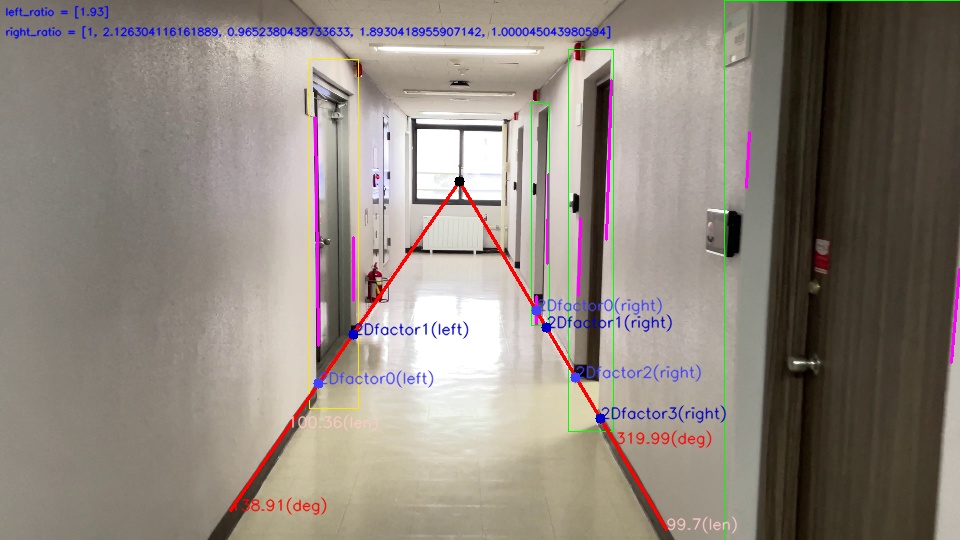 left_ratio = [1.93]
right_ratio = [1, 2.126304116161889, 0.9652380438733633, 1.8930418955907142, 1.000045043980594]
2Dfactor0(right)
2Dfactor1(right)
2Dfactor1(left)
2Dfactor2(right)
2Dfactor0(left)
2Dfactor3(right)
100.36(len)
319.99(deg)
38.91(deg)
99.7(len)